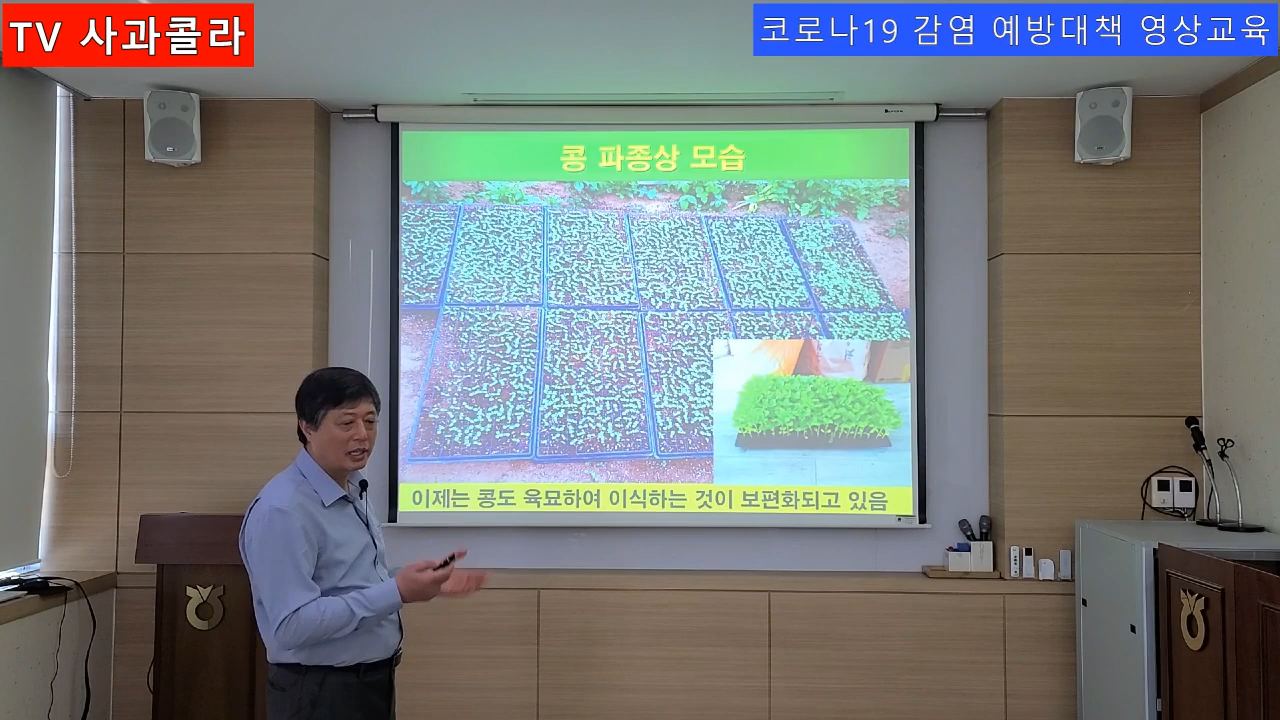 TV 사과콜라
코로나19 감염 예방대책 영상교육
콩 파종상 모습
이제는 콩도 육묘하여 이식하는 것이 보편화되고 있음